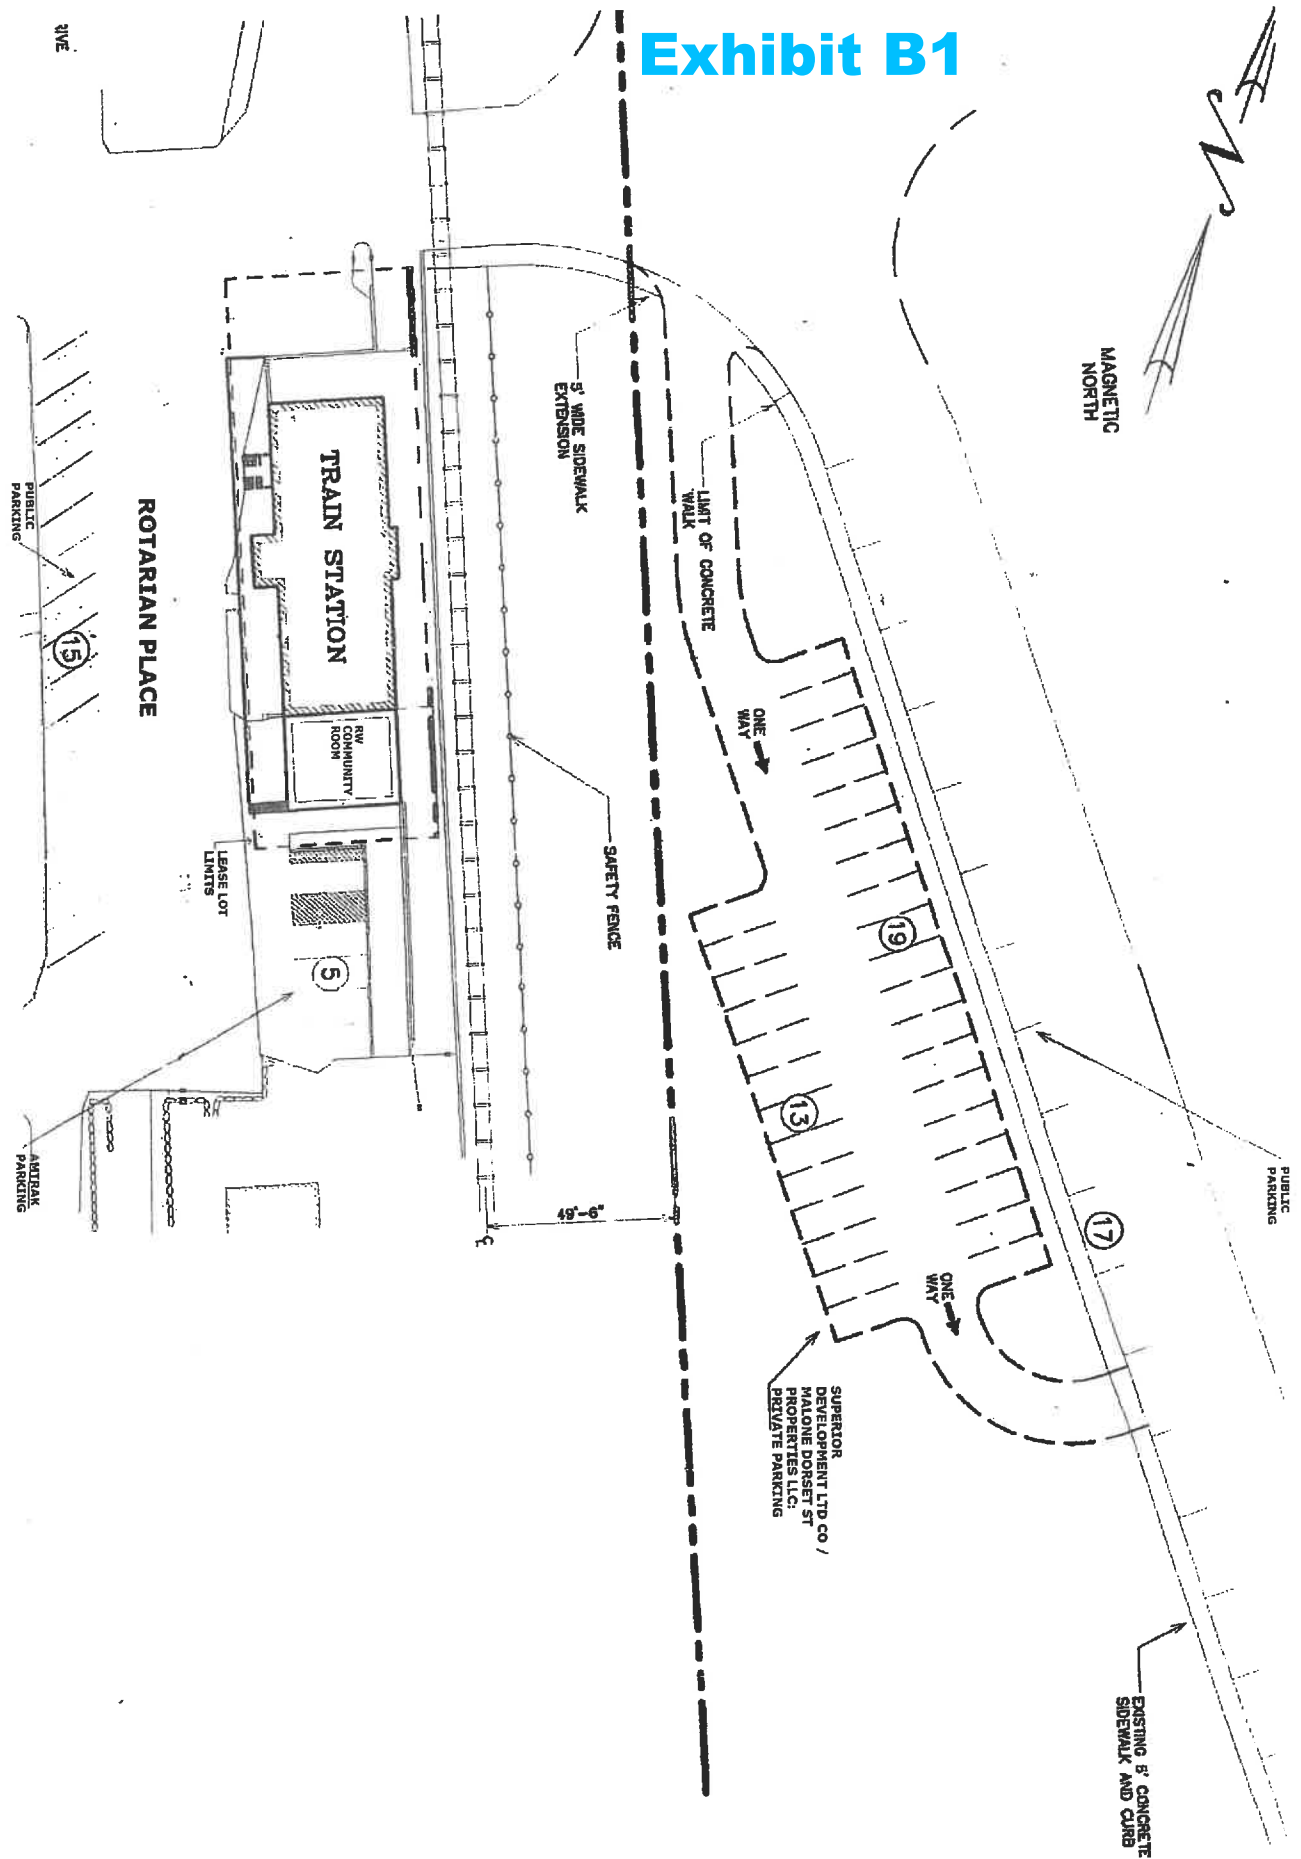 Exhibit B1
RIVE
N
MAGNETIC
NORTH
5' WIDE SIDEWALK
EXTENSION
LIMIT OF CONCRETE
WALK
TRAIN STATION
PUBLIC
PARKING
ROTARIAN PLACE
15
RW
COMMUNITY
ROOM
ONE
WAY
LEASE LOT
LIMITS
SAFETY FENCE
19
5
13
AMTRAK
PARKING
PUBLIC
PARKING
17
49'-6"
℄
ONE
WAY
SUPERIOR
DEVELOPMENT LTD CO /
MALONE DORSET ST
PROPERTIES LLC:
PRIVATE PARKING
EXISTING 5' CONCRETE
SIDEWALK AND CURB